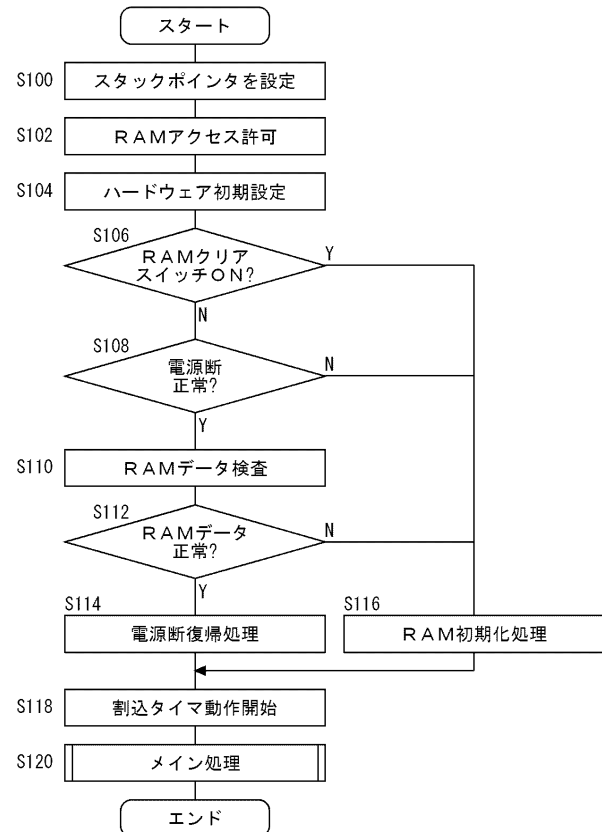 スタート
S100
スタックポインタを設定
S102
RAMアクセス許可
S104
ハードウェア初期設定
S106
RAMクリア
スイッチON?
Y
N
S108
電源断
正常?
N
Y
S110
RAMデータ検査
S112
RAMデータ
正常?
N
Y
S114
電源断復帰処理
S116
RAM初期化処理
S118
割込タイマ動作開始
S120
メイン処理
エンド